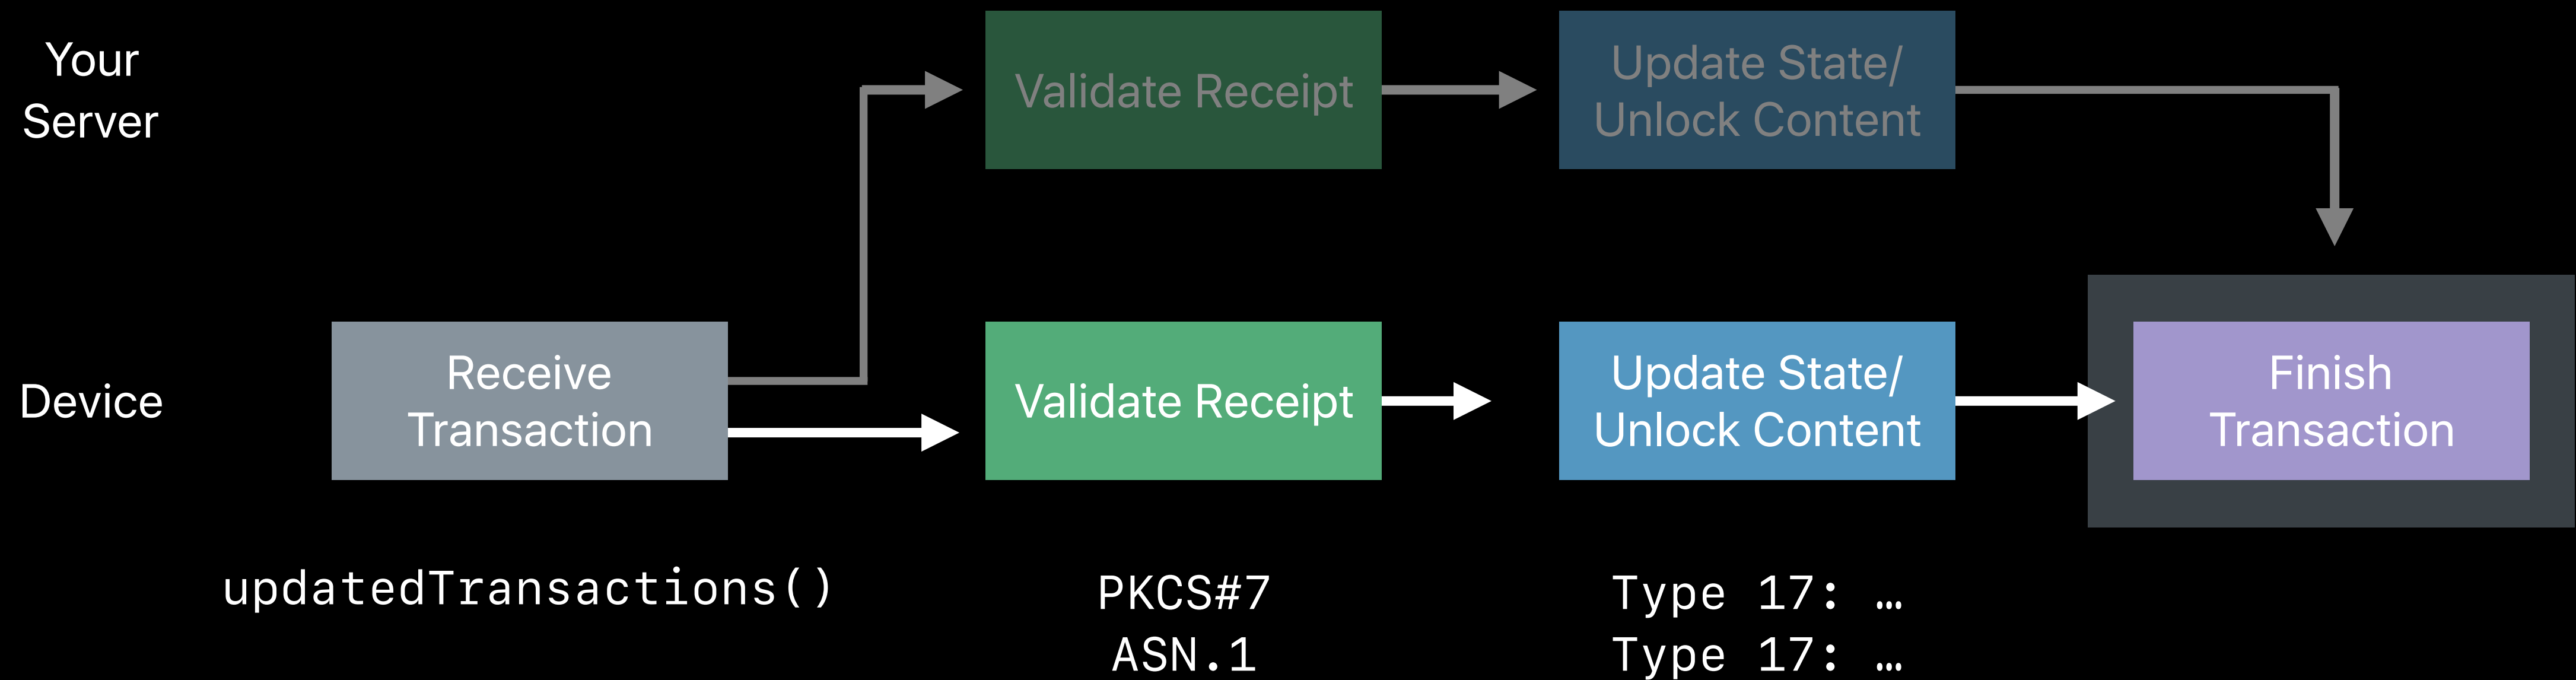 Your
Server
Validate Receipt
Update State/
Unlock Content
Device
Receive
Transaction
Validate Receipt
Update State/
Unlock Content
Finish
Transaction
updatedTransactions()
PKCS#7
ASN.1
Type 17: …
Type 17: …